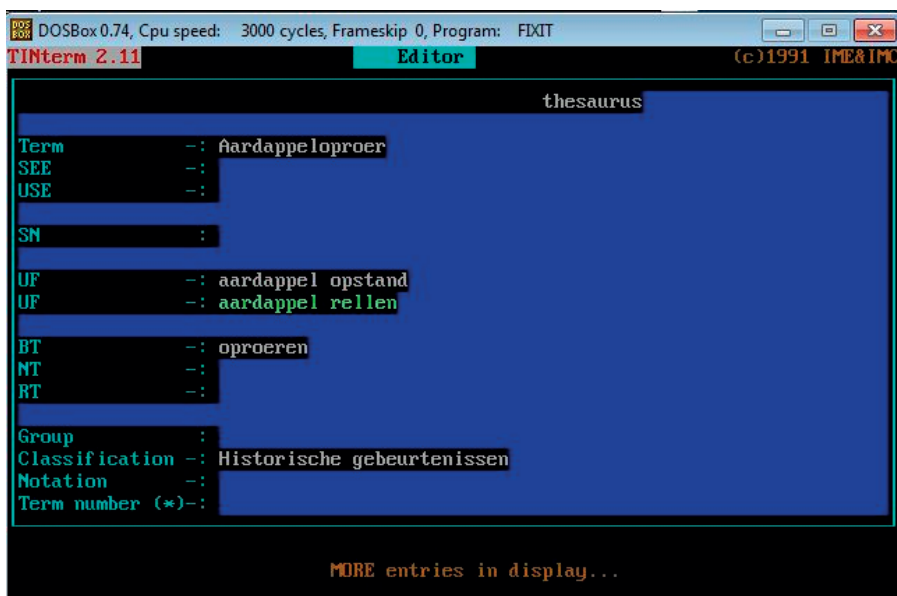 DOSBox 0.74, Cpu speed: 3000 cycles, Frameskip 0, Program: FIXIT
TINterm 2.11 Editor (c)1991 IME&IMC
thesaurus
Term -: Aardappeloproer
SEE -:
USE -:
SN :
UF -: aardappel opstand
UF -: aardappel rellen
BT -: oproeren
NT -:
RT -:
Group :
Classification -: Historische gebeurtenissen
Notation -:
Term number (*)-:
MORE entries in display...